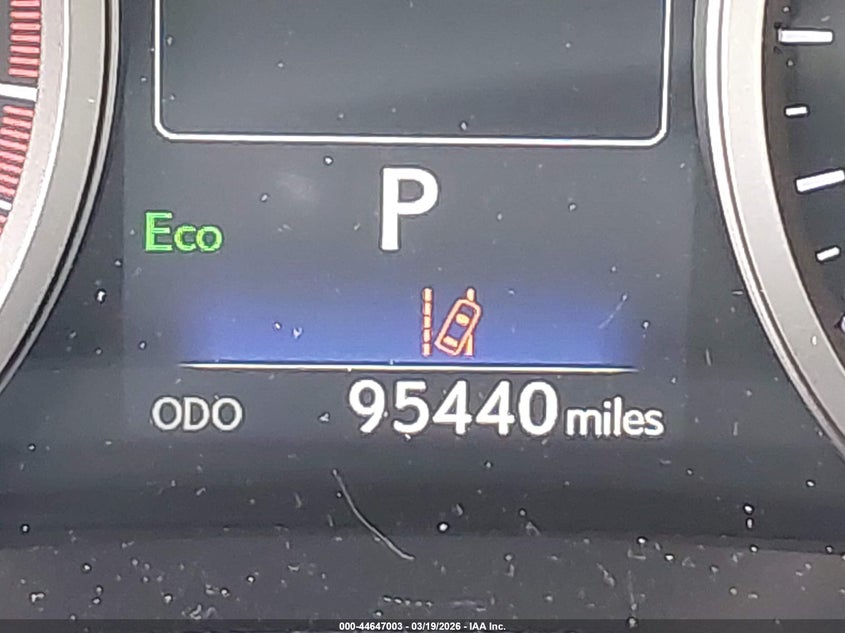 P
Eco
ODO 95440 miles
000-44647003 - 03/19/2026 - IAA Inc.